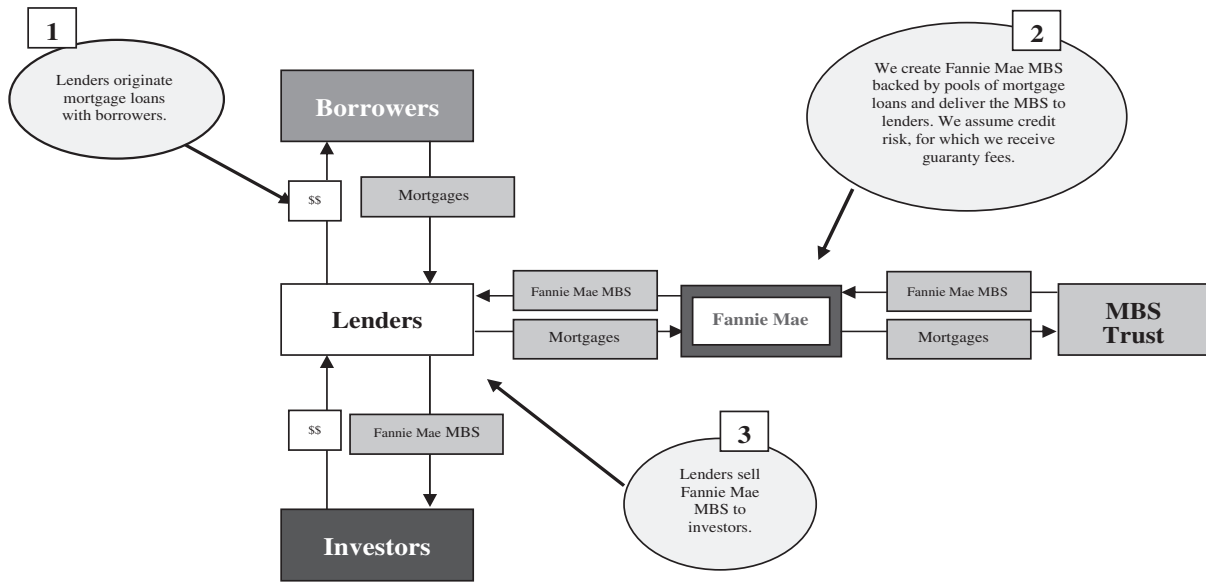 1
Lenders originate
mortgage loans
with borrowers.
2
We create Fannie Mae MBS
backed by pools of mortgage
loans and deliver the MBS to
lenders. We assume credit
risk, for which we receive
guaranty fees.
Borrowers
$$
Mortgages
Lenders
Fannie Mae MBS
Mortgages
Fannie Mae
Fannie Mae MBS
Mortgages
MBS
Trust
$$
Fannie Mae MBS
3
Lenders sell
Fannie Mae
MBS to
investors.
Investors